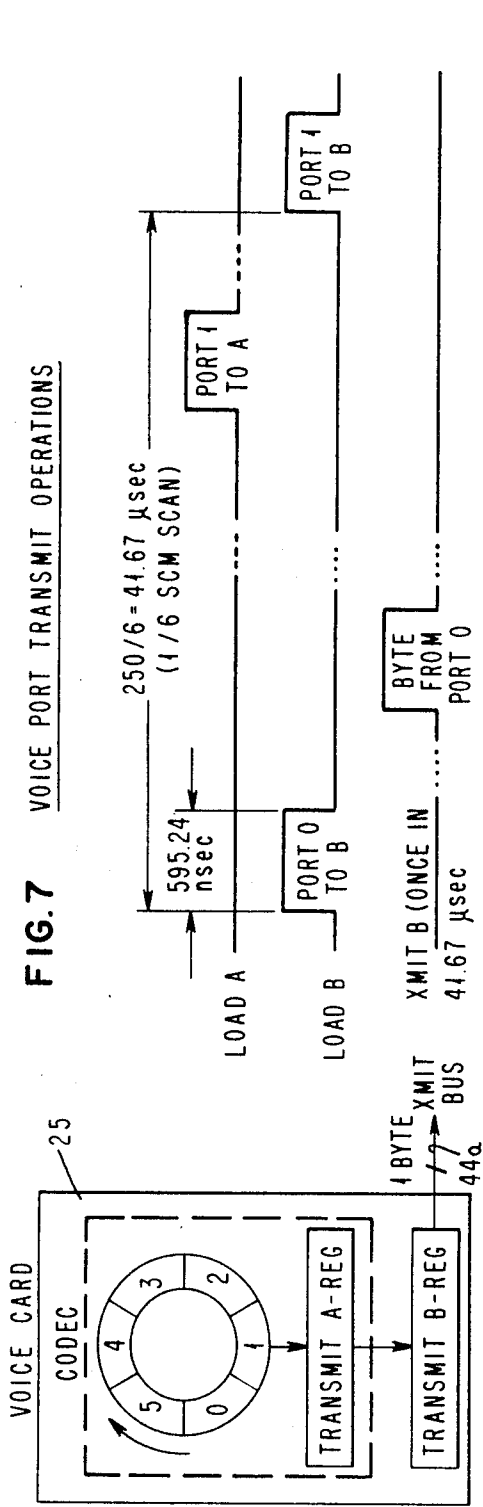 FIG.7
VOICE PORT TRANSMIT OPERATIONS
VOICE CARD
25
CODEC
5
4
3
0
1
2
TRANSMIT A-REG
TRANSMIT B-REG
1 BYTE
XMIT
BUS
44a
250/6=41.67 µsec
(1/6 SCM SCAN)
595.24
nsec
LOAD A
PORT 1
TO A
LOAD B
PORT 0
TO B
PORT 1
TO B
XMIT B (ONCE IN
41.67 µsec
BYTE
FROM
PORT 0